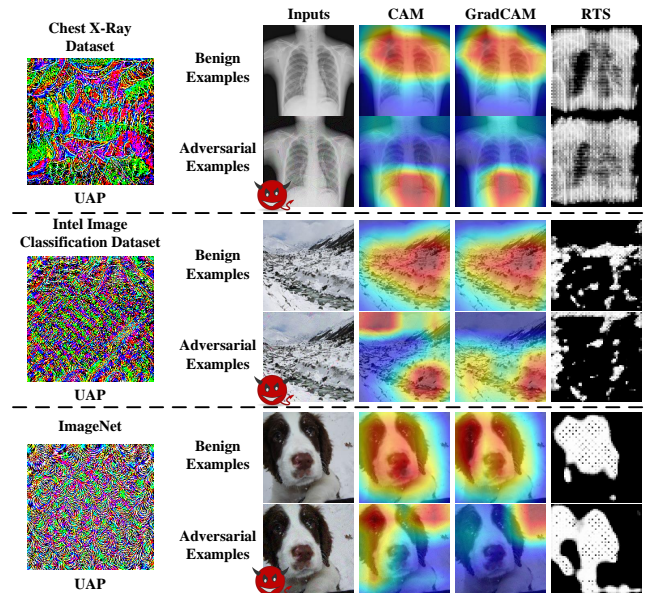 Inputs CAM GradCAM RTS
Chest X-Ray
Dataset
UAP
Benign
Examples
Adversarial
Examples
Intel Image
Classification Dataset
UAP
Benign
Examples
Adversarial
Examples
ImageNet
UAP
Benign
Examples
Adversarial
Examples